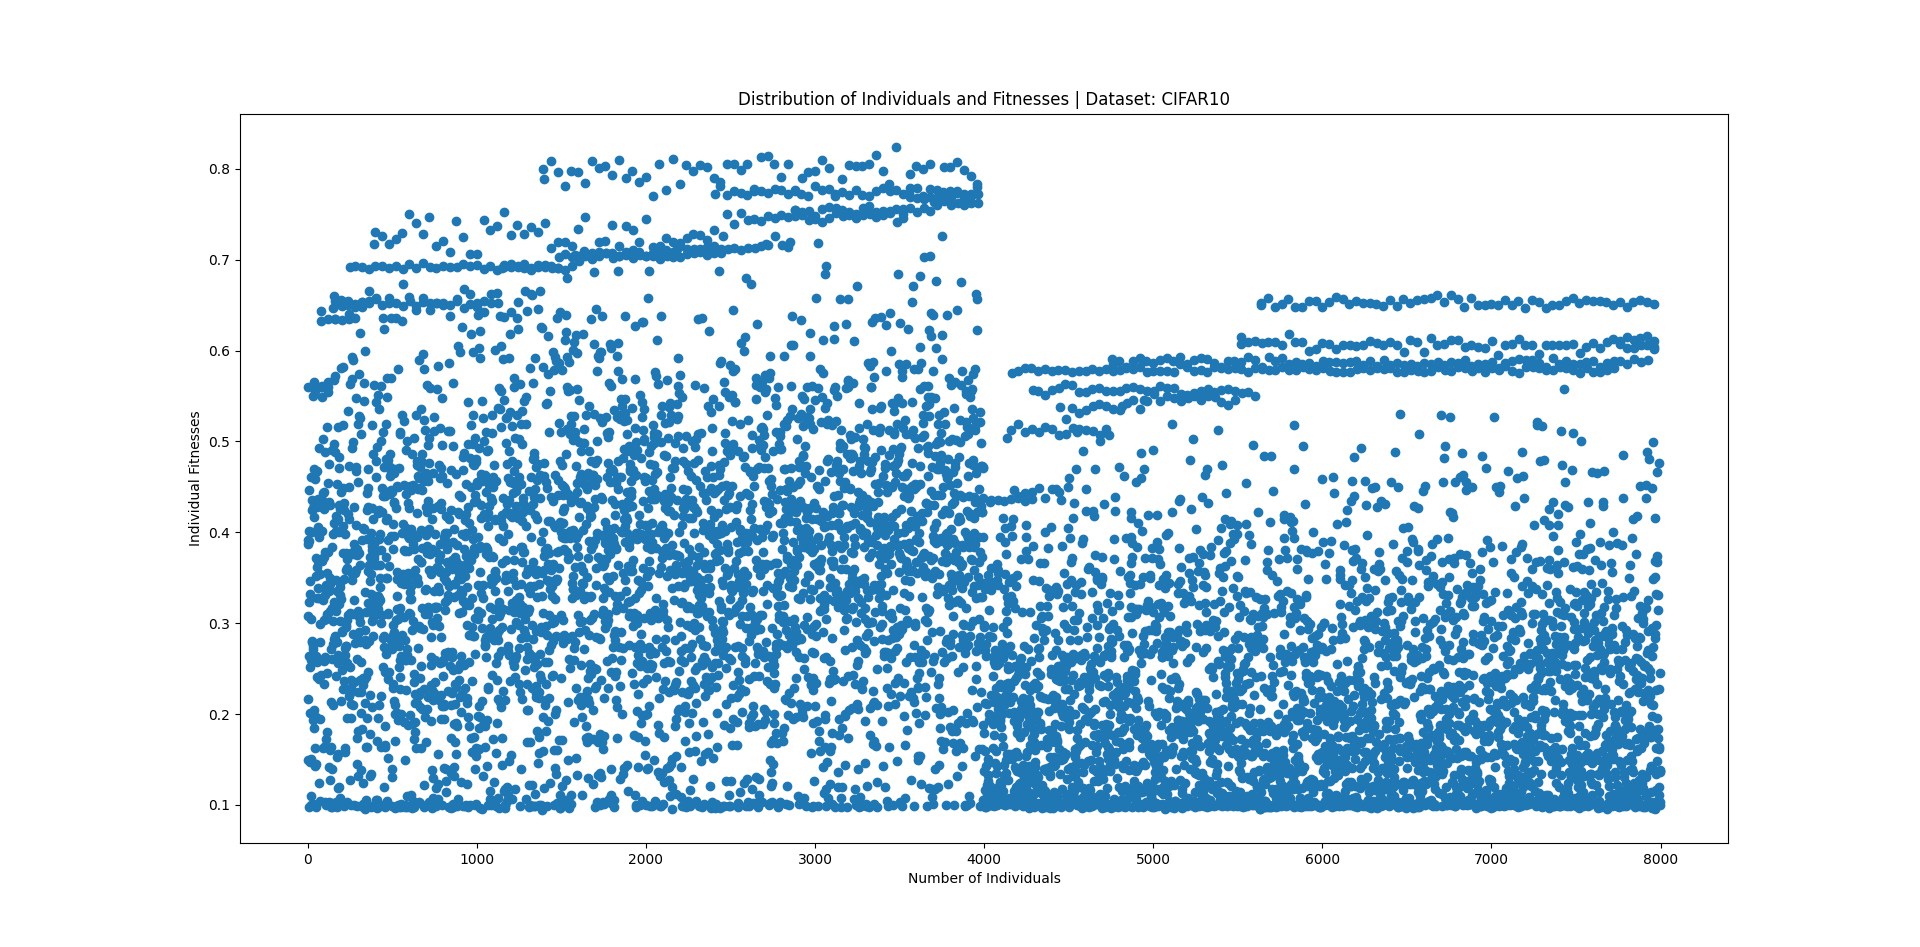 Distribution of Individuals and Fitnesses | Dataset: CIFAR10
Individual Fitnesses
0.8
0.7
0.6
0.5
0.4
0.3
0.2
0.1
0 1000 2000 3000 4000 5000 6000 7000 8000
Number of Individuals